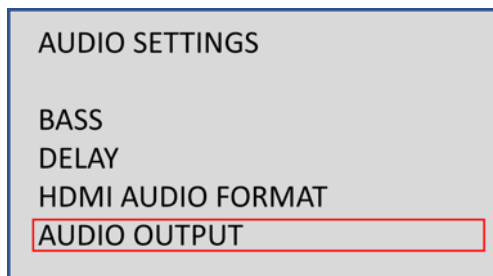 AUDIO SETTINGS
BASS
DELAY
HDMI AUDIO FORMAT
AUDIO OUTPUT